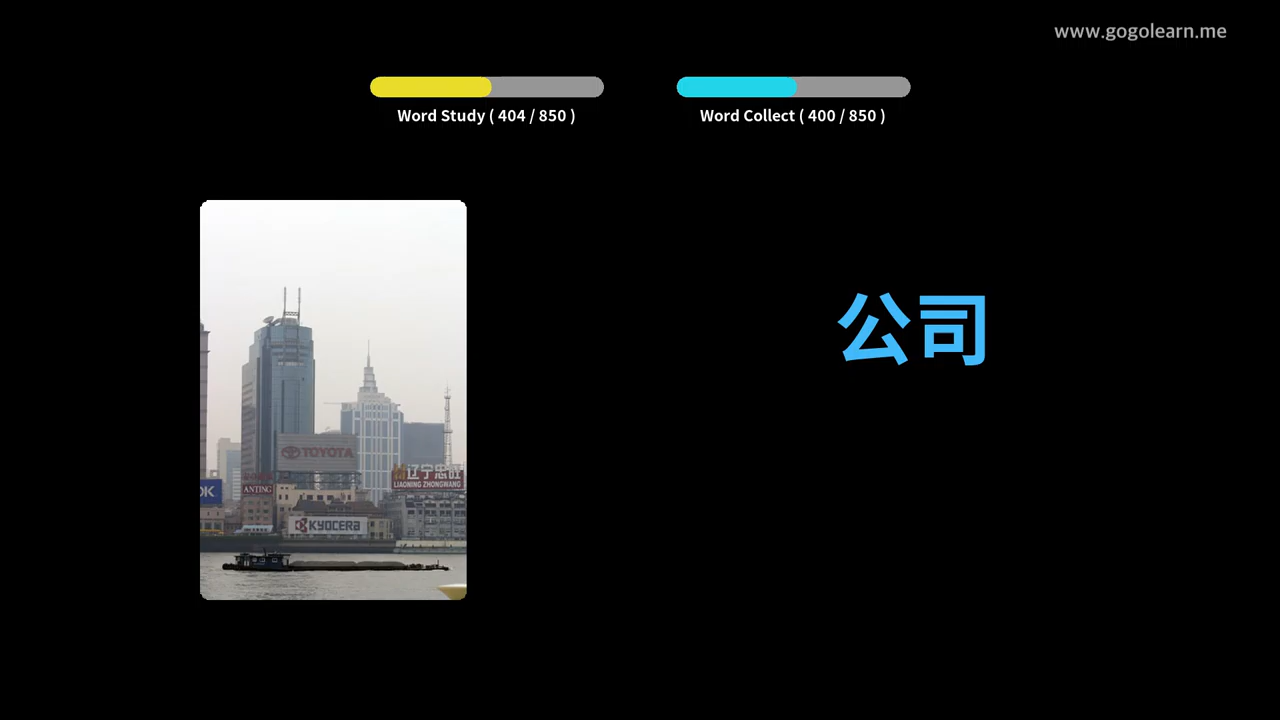 www.gogolearn.me
Word Study ( 404 / 850 )
Word Collect ( 400 / 850 )
公司
TOYOTA
辽宁忠旺
LIAONING ZHONGWANG
ANTING
OK
KYOCERA